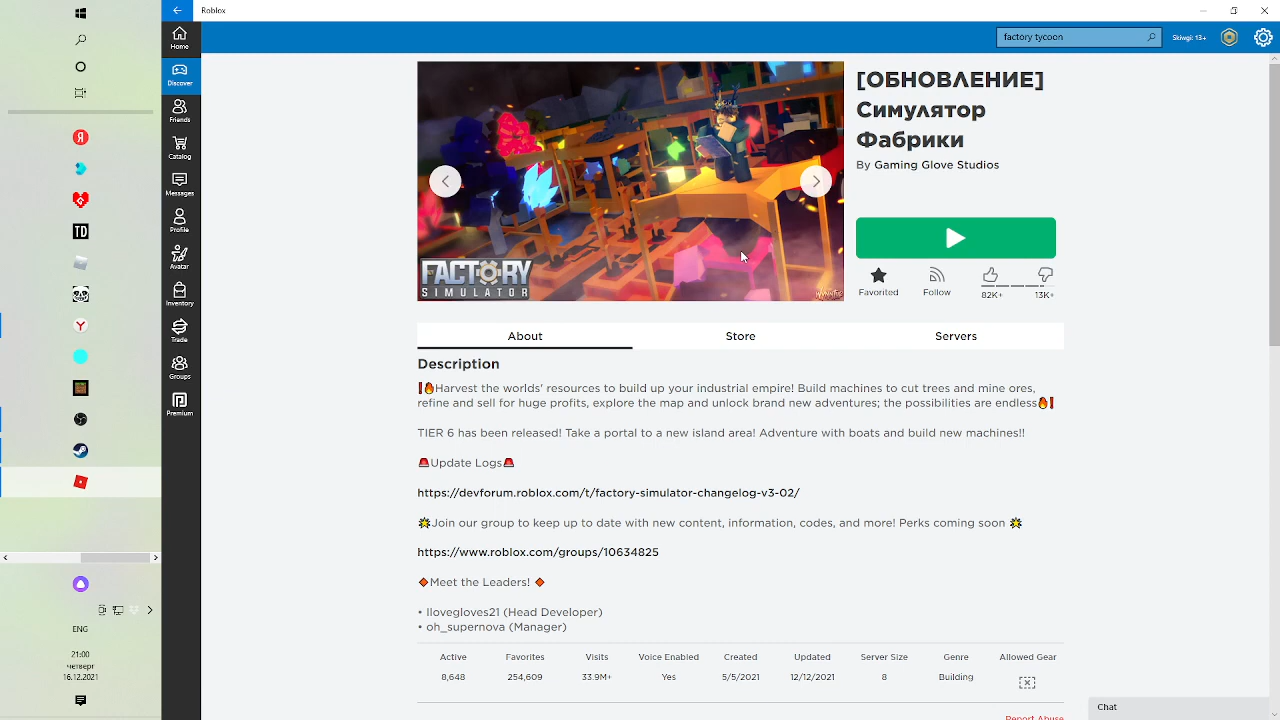 Roblox
factory tycoon
Skiwgi: 13+
Home
Discover
Friends
Catalog
Messages
Profile
Avatar
Inventory
Trade
Groups
Premium
TD
ENG
21:00
четверг
16.12.2021
FACTORY
SIMULATOR
[ОБНОВЛЕНИЕ]
Симулятор
Фабрики
By Gaming Glove Studios
Favorited
Follow
82K+
13K+
About
Store
Servers
Description
❗🔥Harvest the worlds' resources to build up your industrial empire! Build machines to cut trees and mine ores,
refine and sell for huge profits, explore the map and unlock brand new adventures; the possibilities are endless🔥❗
TIER 6 has been released! Take a portal to a new island area! Adventure with boats and build new machines!!
🚨Update Logs🚨
https://devforum.roblox.com/t/factory-simulator-changelog-v3-02/
🌟Join our group to keep up to date with new content, information, codes, and more! Perks coming soon 🌟
https://www.roblox.com/groups/10634825
🔶Meet the Leaders! 🔶
• Ilovegloves21 (Head Developer)
• oh_supernova (Manager)
Active
Favorites
Visits
Voice Enabled
Created
Updated
Server Size
Genre
Allowed Gear
8,648
254,609
33.9M+
Yes
5/5/2021
12/12/2021
8
Building
Report Abuse
Chat